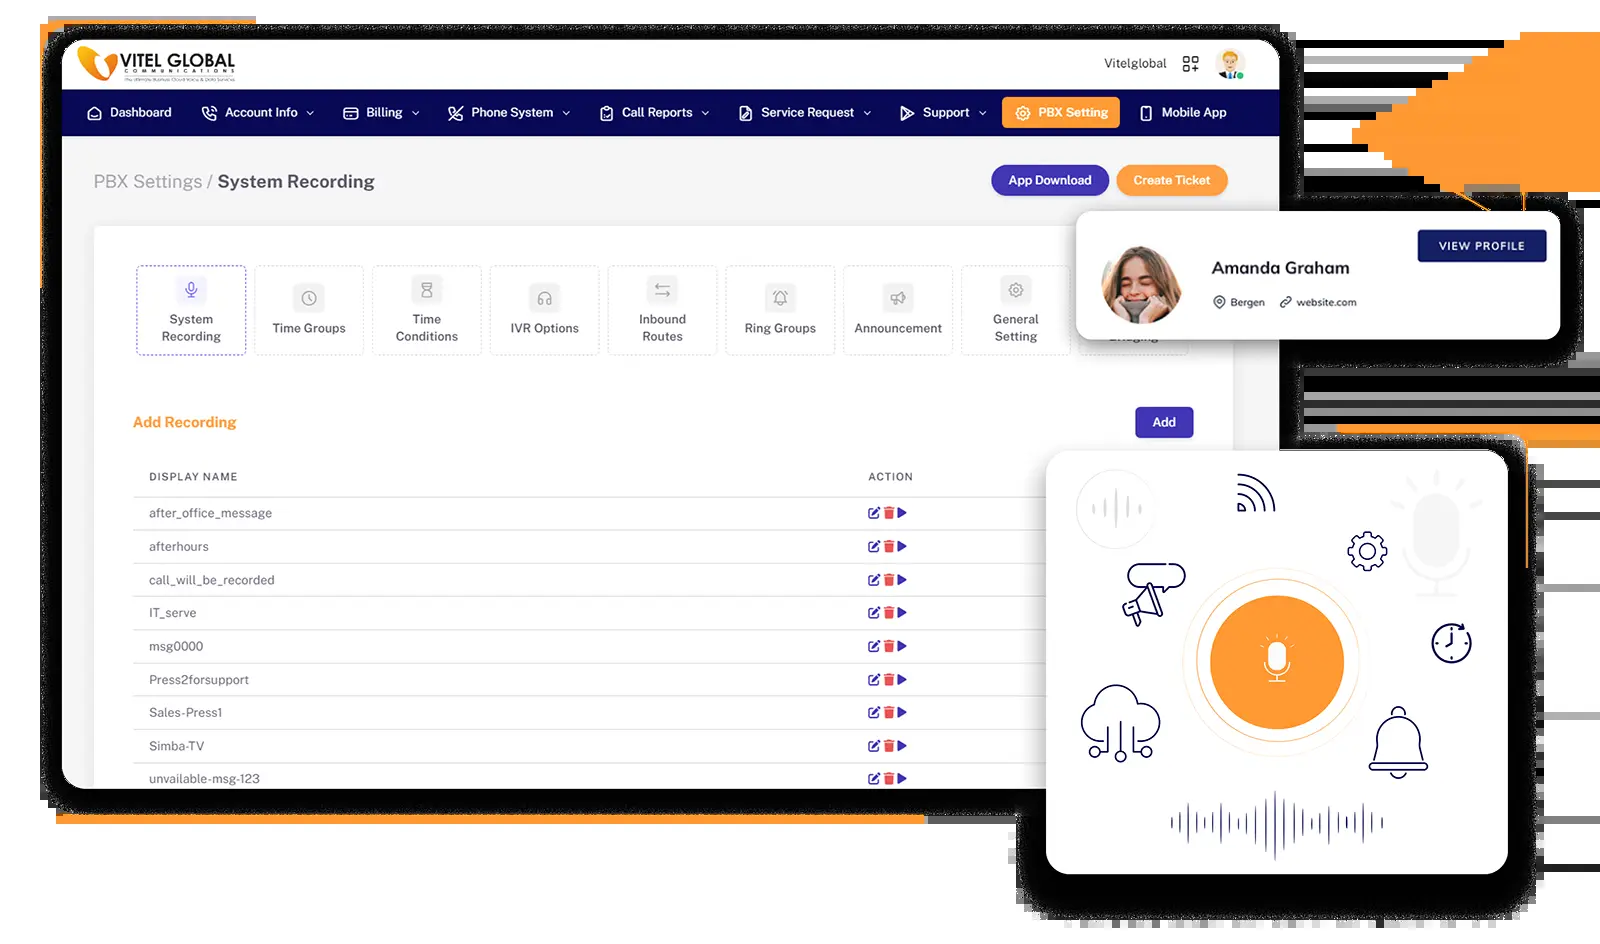 VITEL GLOBAL
COMMUNICATIONS
Vitelglobal
Dashboard
Account Info
Billing
Phone System
Call Reports
Service Request
Support
PBX Setting
Mobile App
PBX Settings / System Recording
App Download
Create Ticket
VIEW PROFILE
Amanda Graham
Bergen
website.com
System
Recording
Time Groups
Time
Conditions
IVR Options
Inbound
Routes
Ring Groups
Announcement
General
Setting
Add Recording
Add
DISPLAY NAME
ACTION
after_office_message
afterhours
call_will_be_recorded
IT_serve
msg0000
Press2forsupport
Sales-Press1
Simba-TV
unvailable-msg-123